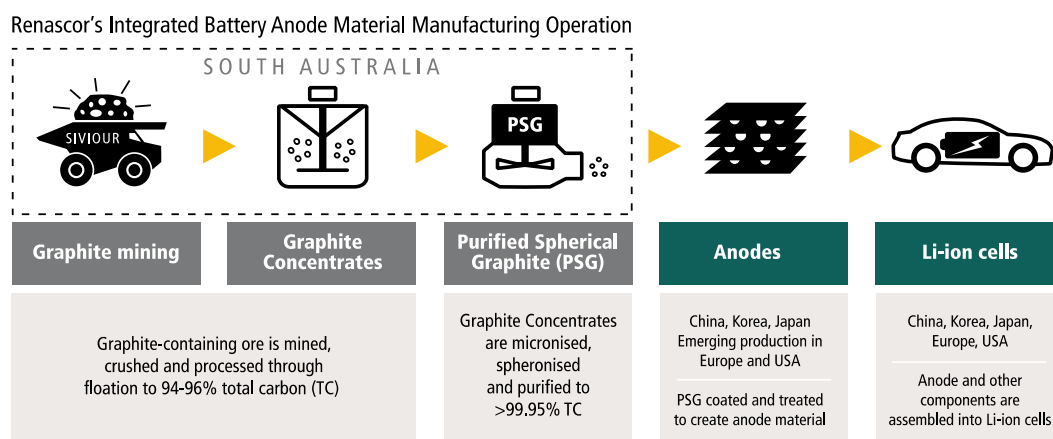 Renascor's Integrated Battery Anode Material Manufacturing Operation
SOUTH AUSTRALIA
SIVIOUR
PSG
Graphite mining
Graphite
Concentrates
Purified Spherical
Graphite (PSG)
Anodes
Li-ion cells
Graphite-containing ore is mined,
crushed and processed through
floation to 94-96% total carbon (TC)
Graphite Concentrates
are micronised,
spheronised
and purified to
>99.95% TC
China, Korea, Japan
Emerging production in
Europe and USA
PSG coated and treated
to create anode material
China, Korea, Japan,
Europe, USA
Anode and other
components are
assembled into Li-ion cells